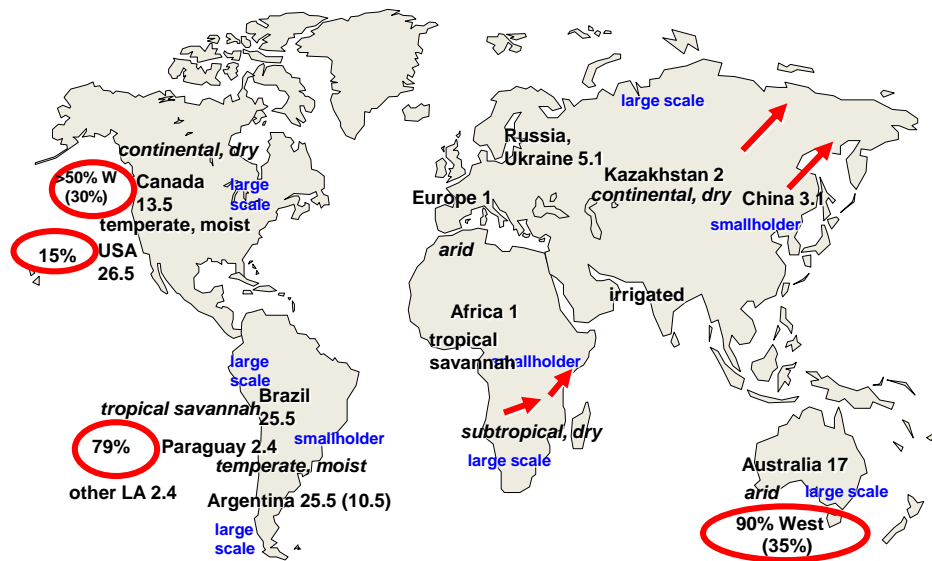 large scale
Russia,
Ukraine 5.1
continental, dry
>50% W
(30%)
Canada
13.5
large
scale
Kazakhstan 2
continental, dry
China 3.1
Europe 1
temperate, moist
smallholder
15%
USA
26.5
arid
irrigated
Africa 1
tropical
savannah
smallholder
large
scale
Brazil
25.5
tropical savannah
79%
Paraguay 2.4
smallholder
subtropical, dry
temperate, moist
large scale
Australia 17
other LA 2.4
Argentina 25.5 (10.5)
arid
large scale
large
scale
90% West
(35%)